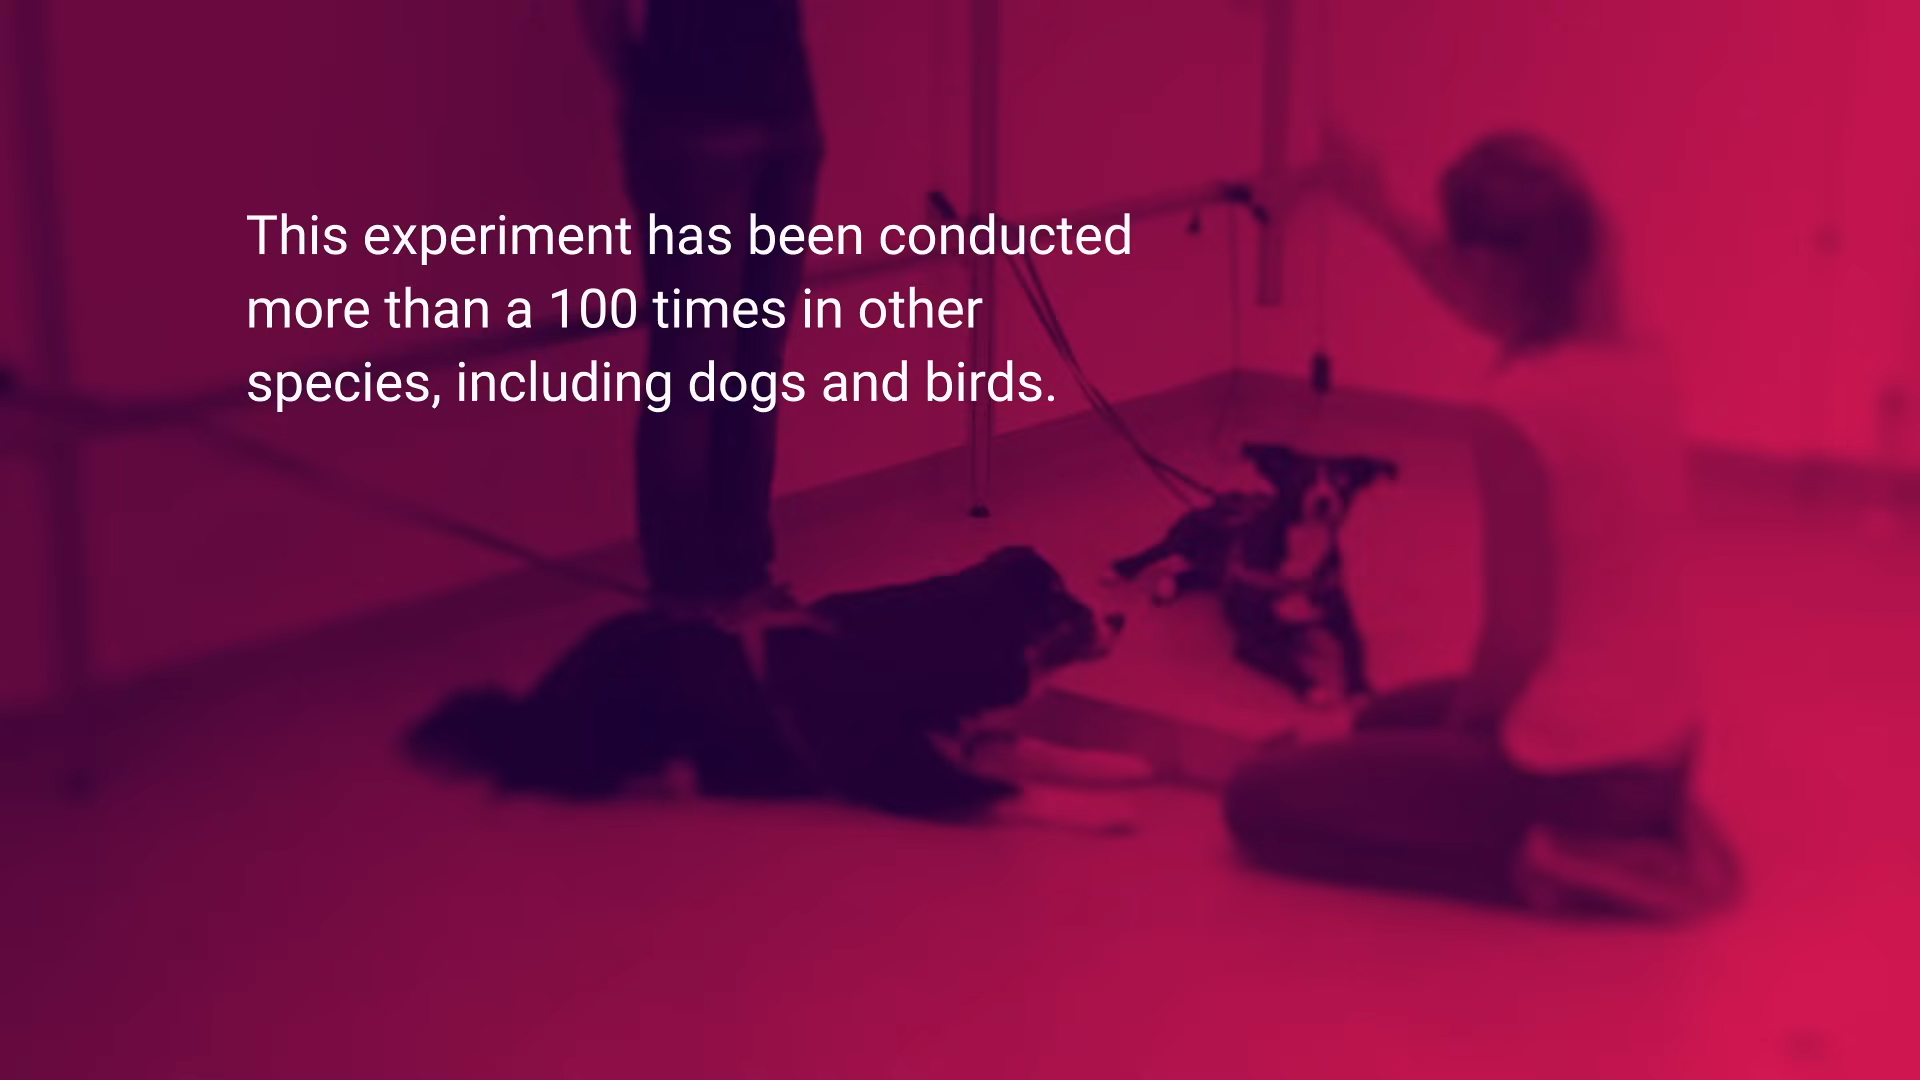 This experiment has been conducted
more than a 100 times in other
species, including dogs and birds.